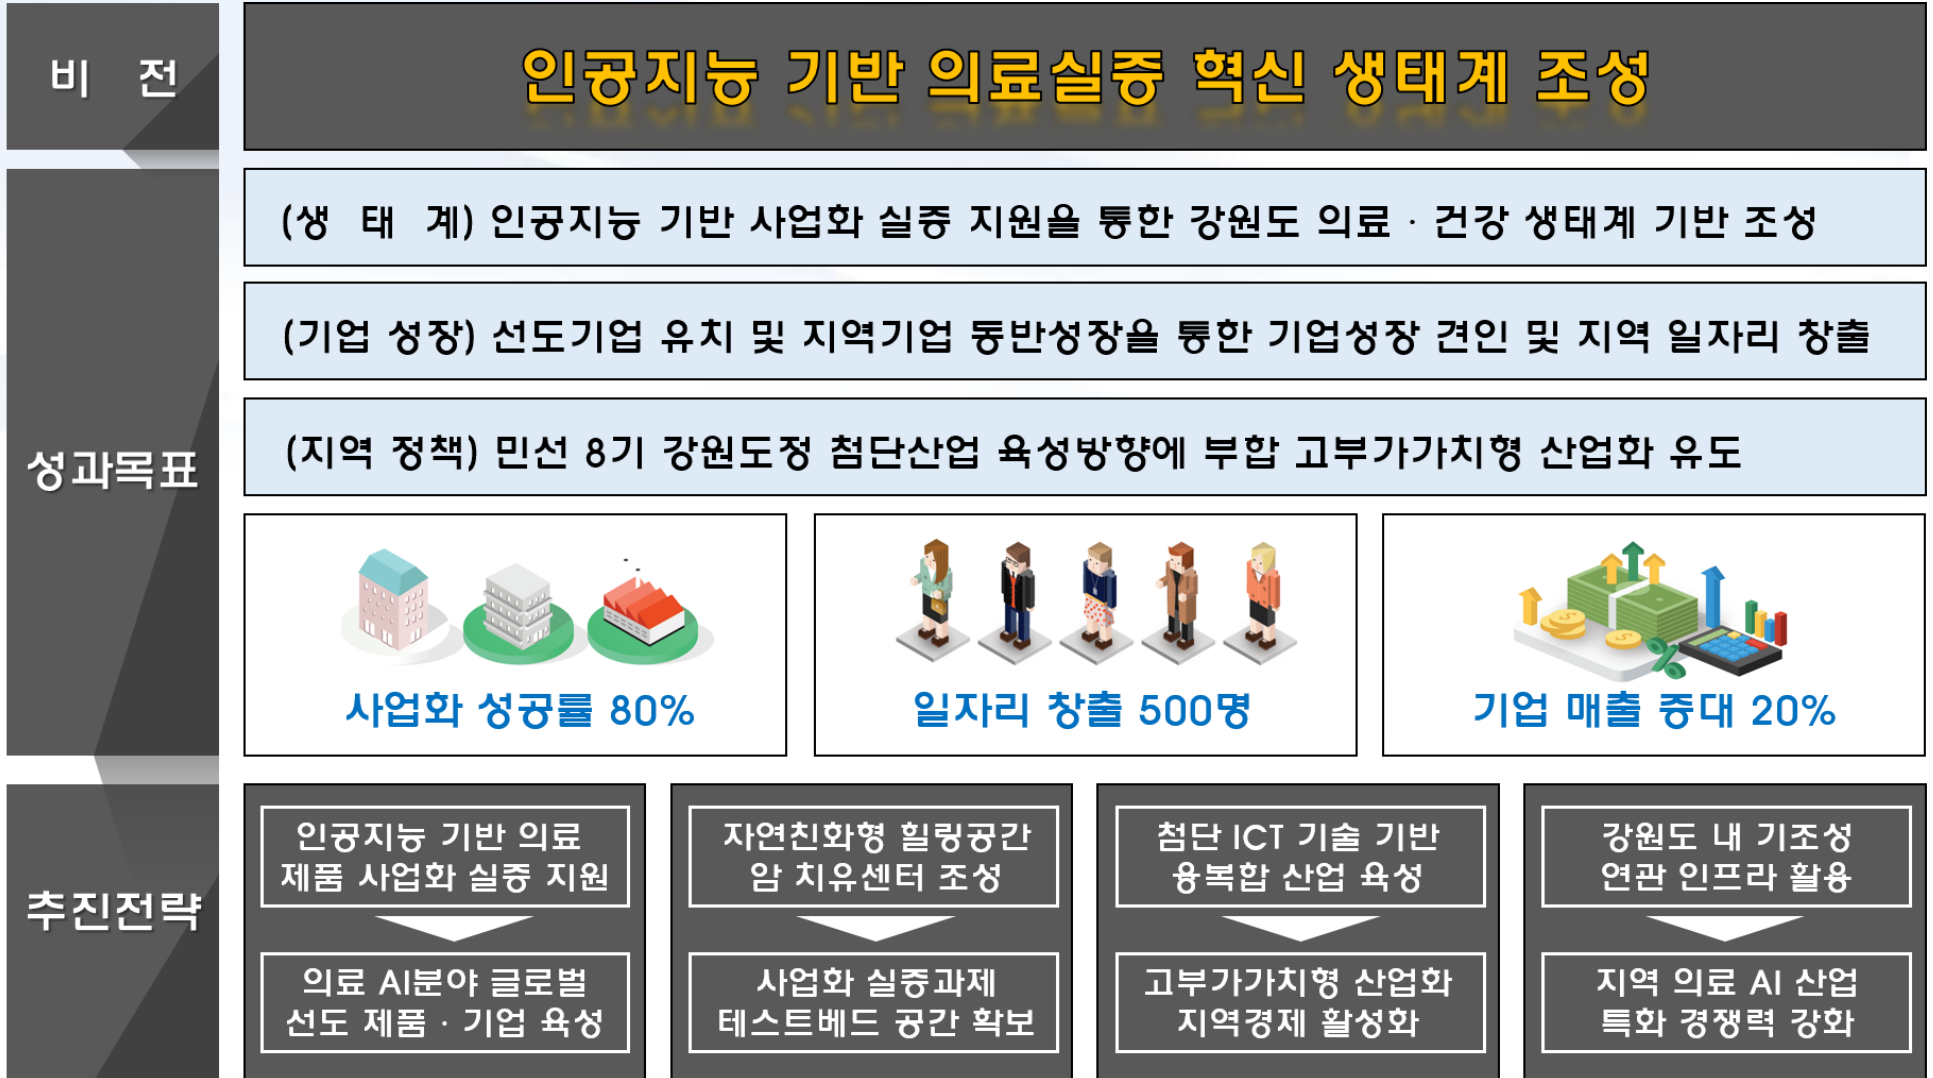 비 전
인공지능 기반 의료실증 혁신 생태계 조성
성과목표
(생 태 계) 인공지능 기반 사업화 실증 지원을 통한 강원도 의료 · 건강 생태계 기반 조성
(기업 성장) 선도기업 유치 및 지역기업 동반성장을 통한 기업성장 견인 및 지역 일자리 창출
(지역 정책) 민선 8기 강원도정 첨단산업 육성방향에 부합 고부가가치형 산업화 유도
사업화 성공률 80%
일자리 창출 500명
기업 매출 증대 20%
추진전략
인공지능 기반 의료
제품 사업화 실증 지원
의료 AI분야 글로벌
선도 제품 · 기업 육성
자연친화형 힐링공간
암 치유센터 조성
사업화 실증과제
테스트베드 공간 확보
첨단 ICT 기술 기반
융복합 산업 육성
고부가가치형 산업화
지역경제 활성화
강원도 내 기조성
연관 인프라 활용
지역 의료 AI 산업
특화 경쟁력 강화